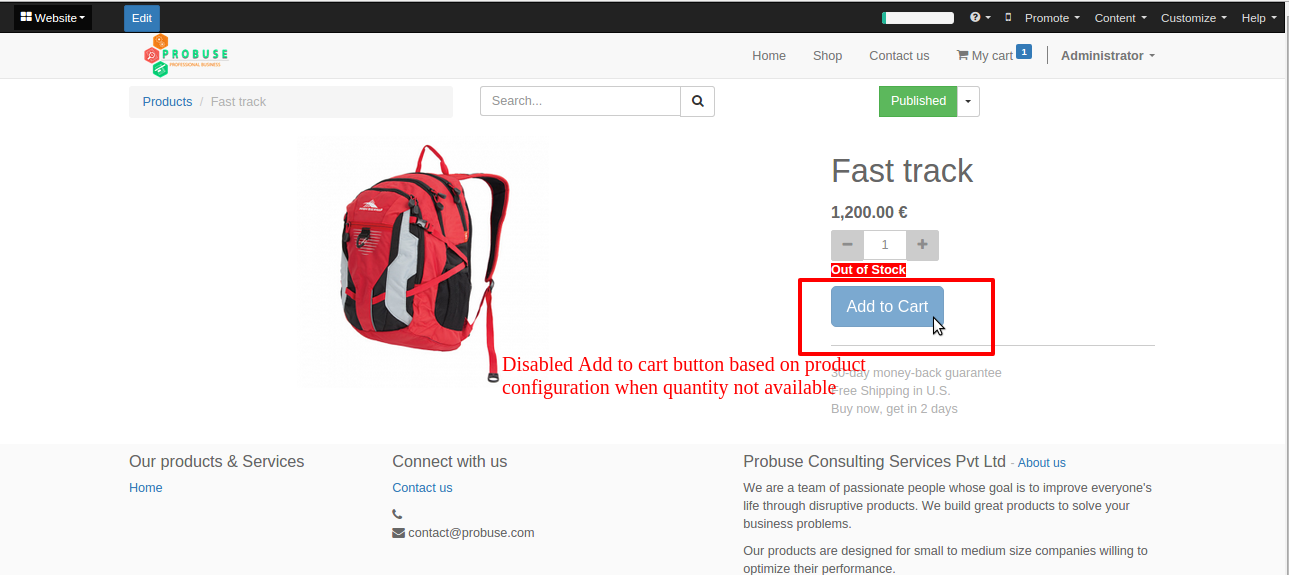 Website Edit Promote Content Customize Help
PROBUSE
PROFESSIONAL BUSINESS
Home Shop Contact us My cart 1 Administrator
Products / Fast track
Search...
Published
Fast track
1,200.00 €
1
Out of Stock
Add to Cart
Disabled Add to cart button based on product
configuration when quantity not available
30-day money-back guarantee
Free Shipping in U.S.
Buy now, get in 2 days
Our products & Services
Home
Connect with us
Contact us
contact@probuse.com
Probuse Consulting Services Pvt Ltd - About us
We are a team of passionate people whose goal is to improve everyone's
life through disruptive products. We build great products to solve your
business problems.
Our products are designed for small to medium size companies willing to
optimize their performance.